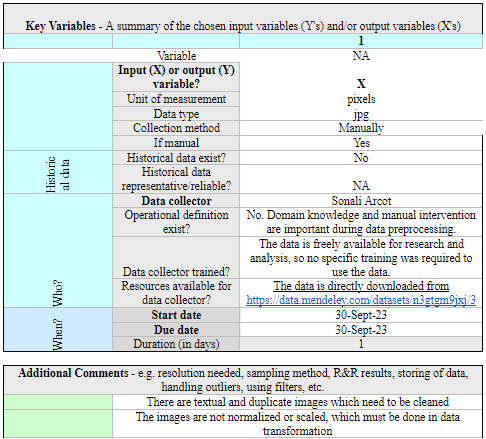 Key Variables - A summary of the chosen input variables (Y's) and/or output variables (X's)
1
Variable NA
Input (X) or output (Y)
variable? X
Unit of measurement pixels
Data type jpg
Collection method Manually
If manual Yes
Historic
al data
Historical data exist? No
Historical data
representative/reliable? NA
Who?
Data collector Sonali Arcot
Operational definition
exist?
No. Domain knowledge and manual intervention
are important during data preprocessing.
Data collector trained?
The data is freely available for research and
analysis, so no specific training was required to
use the data.
Resources available for
data collector?
The data is directly downloaded from
https://data.mendeley.com/datasets/n3gtgm9jxj/3
When?
Start date 30-Sept-23
Due date 30-Sept-23
Duration (in days) 1
Additional Comments - e.g. resolution needed, sampling method, R&R results, storing of data,
handling outliers, using filters, etc.
There are textual and duplicate images which need to be cleaned
The images are not normalized or scaled, which must be done in data
transformation